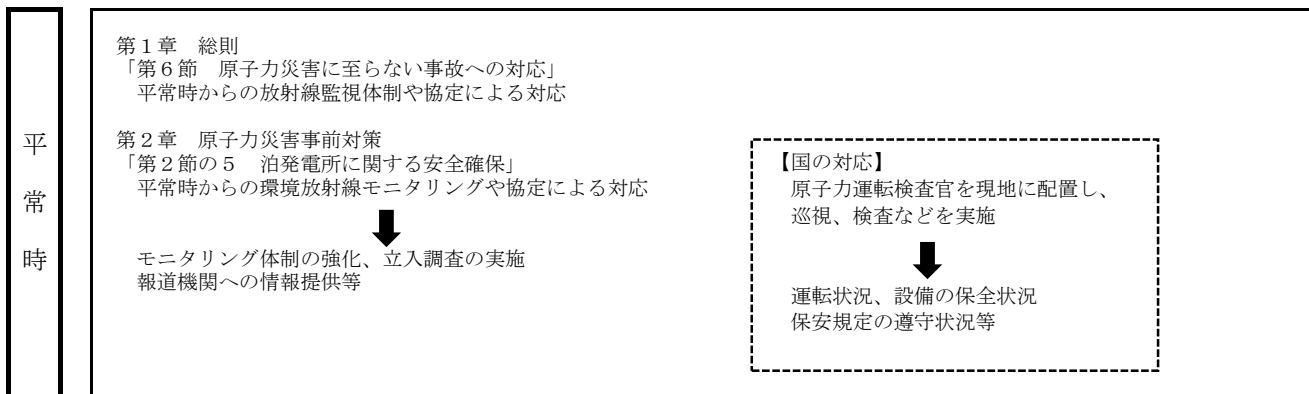 平常時
第１章　総則
「第６節　原子力災害に至らない事故への対応」
平常時からの放射線監視体制や協定による対応
第２章　原子力災害事前対策
「第２節の５　泊発電所に関する安全確保」
平常時からの環境放射線モニタリングや協定による対応
モニタリング体制の強化、立入調査の実施
報道機関への情報提供等
【国の対応】
原子力運転検査官を現地に配置し、
巡視、検査などを実施
運転状況、設備の保全状況
保安規定の遵守状況等